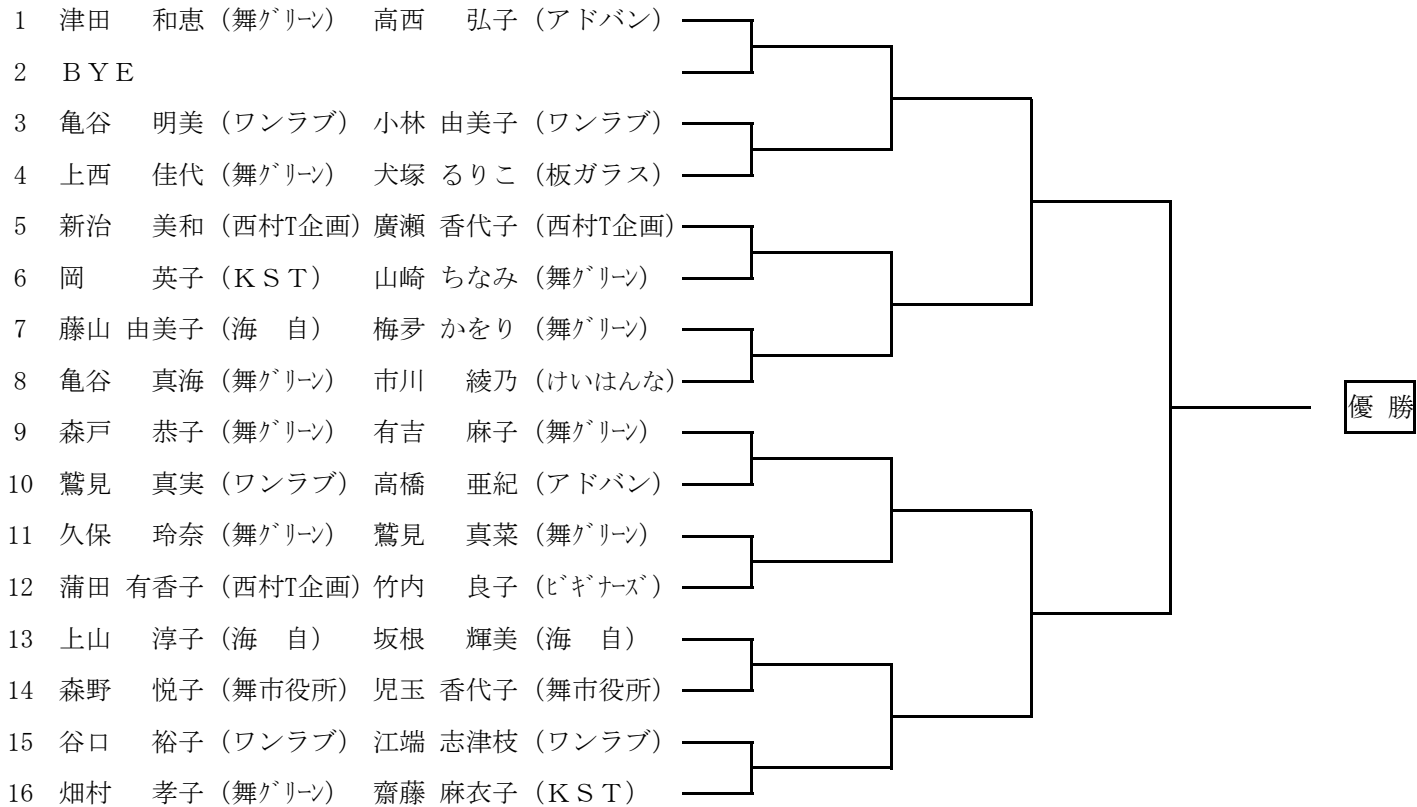 1 津田 和恵 (舞ｸﾞﾘｰﾝ) 高西 弘子 (アドバン)
2 ＢＹＥ
3 亀谷 明美 (ワンラブ) 小林 由美子 (ワンラブ)
4 上西 佳代 (舞ｸﾞﾘｰﾝ) 犬塚 るりこ (板ガラス)
5 新治 美和 (西村T企画) 廣瀬 香代子 (西村T企画)
6 岡 英子 (ＫＳＴ) 山崎 ちなみ (舞ｸﾞﾘｰﾝ)
7 藤山 由美子 (海 自) 梅夛 かをり (舞ｸﾞﾘｰﾝ)
8 亀谷 真海 (舞ｸﾞﾘｰﾝ) 市川 綾乃 (けいはんな)
優 勝
9 森戸 恭子 (舞ｸﾞﾘｰﾝ) 有吉 麻子 (舞ｸﾞﾘｰﾝ)
10 鷲見 真実 (ワンラブ) 高橋 亜紀 (アドバン)
11 久保 玲奈 (舞ｸﾞﾘｰﾝ) 鷲見 真菜 (舞ｸﾞﾘｰﾝ)
12 蒲田 有香子 (西村T企画) 竹内 良子 (ﾋﾞｷﾞﾅｰｽﾞ)
13 上山 淳子 (海 自) 坂根 輝美 (海 自)
14 森野 悦子 (舞市役所) 児玉 香代子 (舞市役所)
15 谷口 裕子 (ワンラブ) 江端 志津枝 (ワンラブ)
16 畑村 孝子 (舞ｸﾞﾘｰﾝ) 齋藤 麻衣子 (ＫＳＴ)